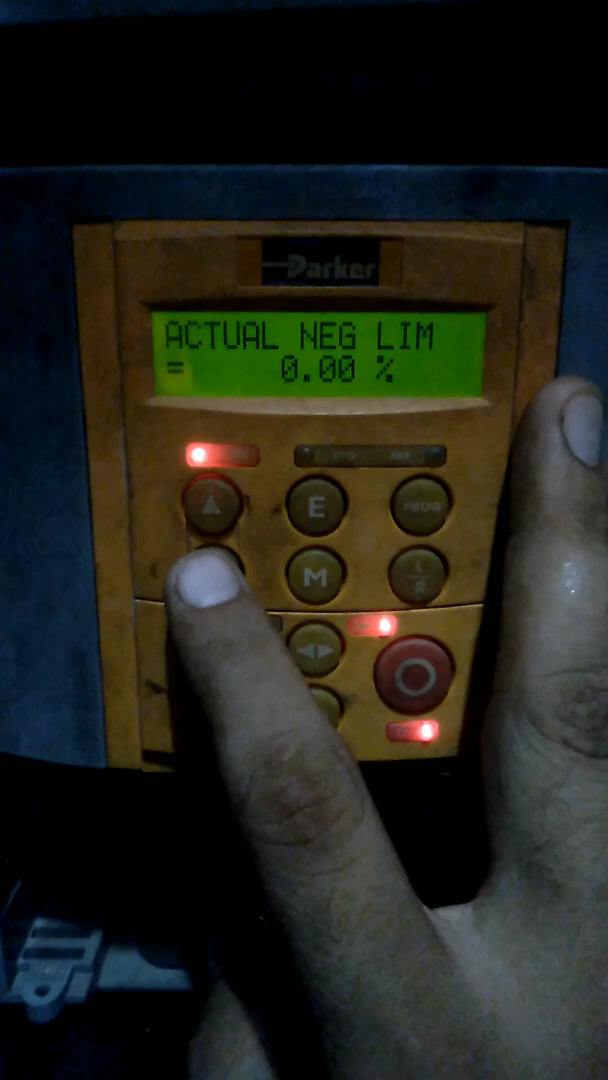 Parker
ACTUAL NEG LIM
= 0.00 %
E
PROG
M
L
R